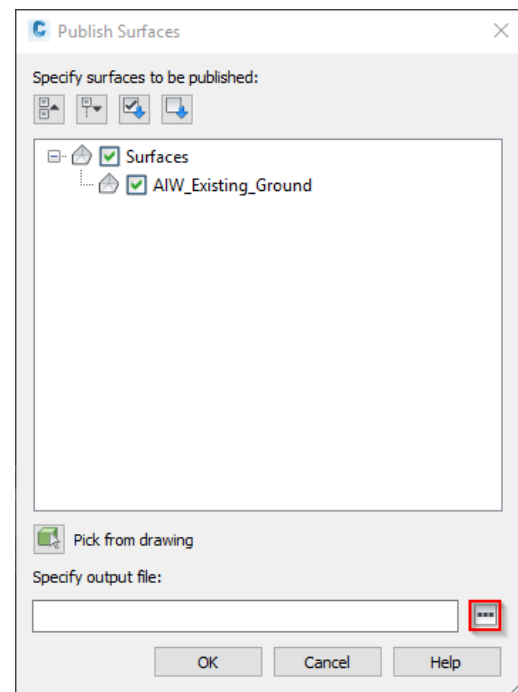 Publish Surfaces
Specify surfaces to be published:
Surfaces
AIW_Existing_Ground
Pick from drawing
Specify output file:
OK Cancel Help